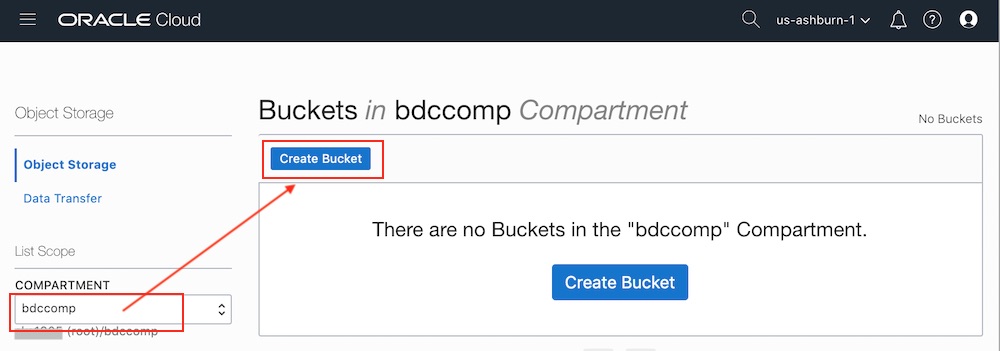 ORACLE Cloud
us-ashburn-1
Object Storage
Buckets in bdccomp Compartment
No Buckets
Create Bucket
Object Storage
Data Transfer
There are no Buckets in the "bdccomp" Compartment.
Create Bucket
List Scope
COMPARTMENT
bdccomp
(root)/bdccomp